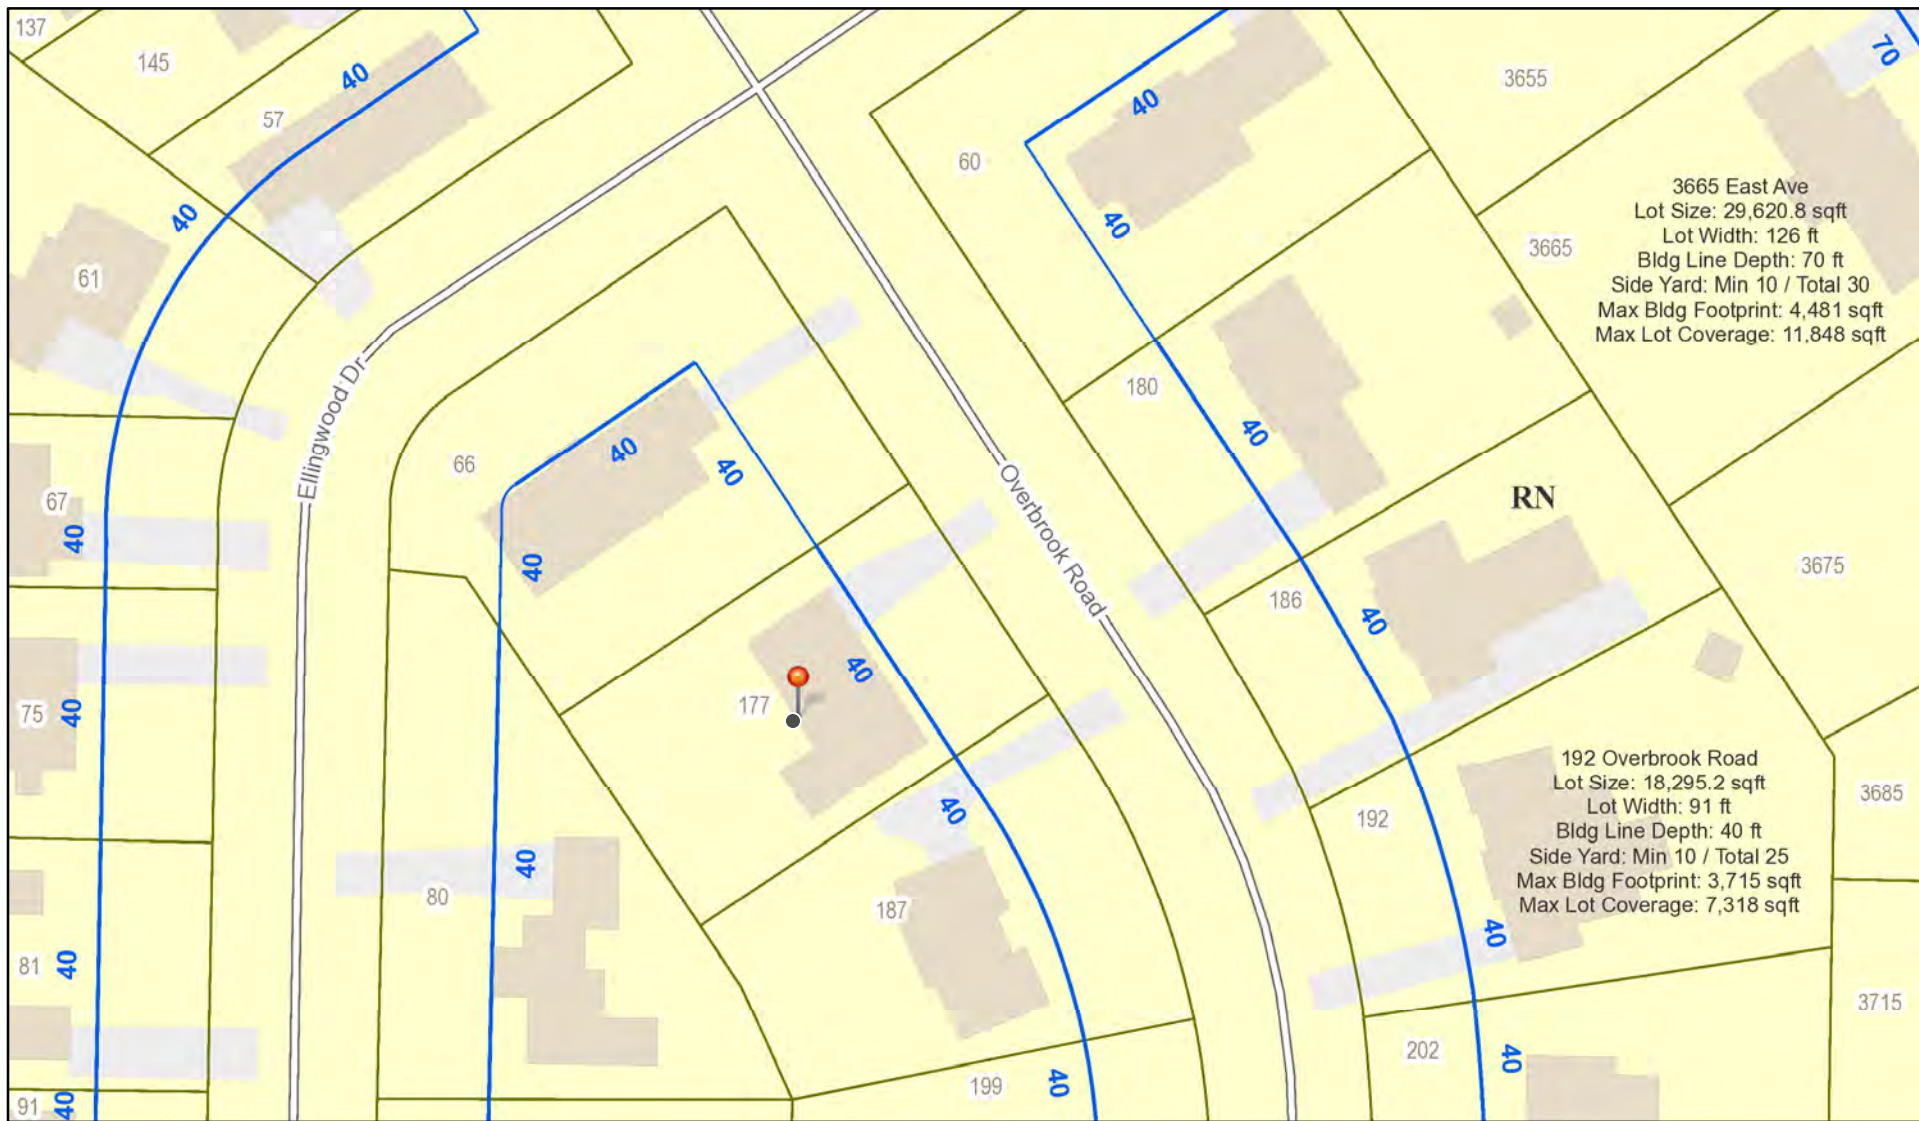 137
145
40
57
40
70
3655
60
40
40
3665 East Ave
Lot Size: 29,620.8 sqft
Lot Width: 126 ft
Bldg Line Depth: 70 ft
Side Yard: Min 10 / Total 30
Max Bldg Footprint: 4,481 sqft
Max Lot Coverage: 11,848 sqft
3665
40
61
180
Ellingwood Dr
66
40
40
40
Overbrook Road
RN
67
40
40
3675
186
40
40
177
75
40
192 Overbrook Road
Lot Size: 18,295.2 sqft
Lot Width: 91 ft
Bldg Line Depth: 40 ft
Side Yard: Min 10 / Total 25
Max Bldg Footprint: 3,715 sqft
Max Lot Coverage: 7,318 sqft
3685
40
192
40
80
187
40
81
40
3715
202
40
199
40
91
40